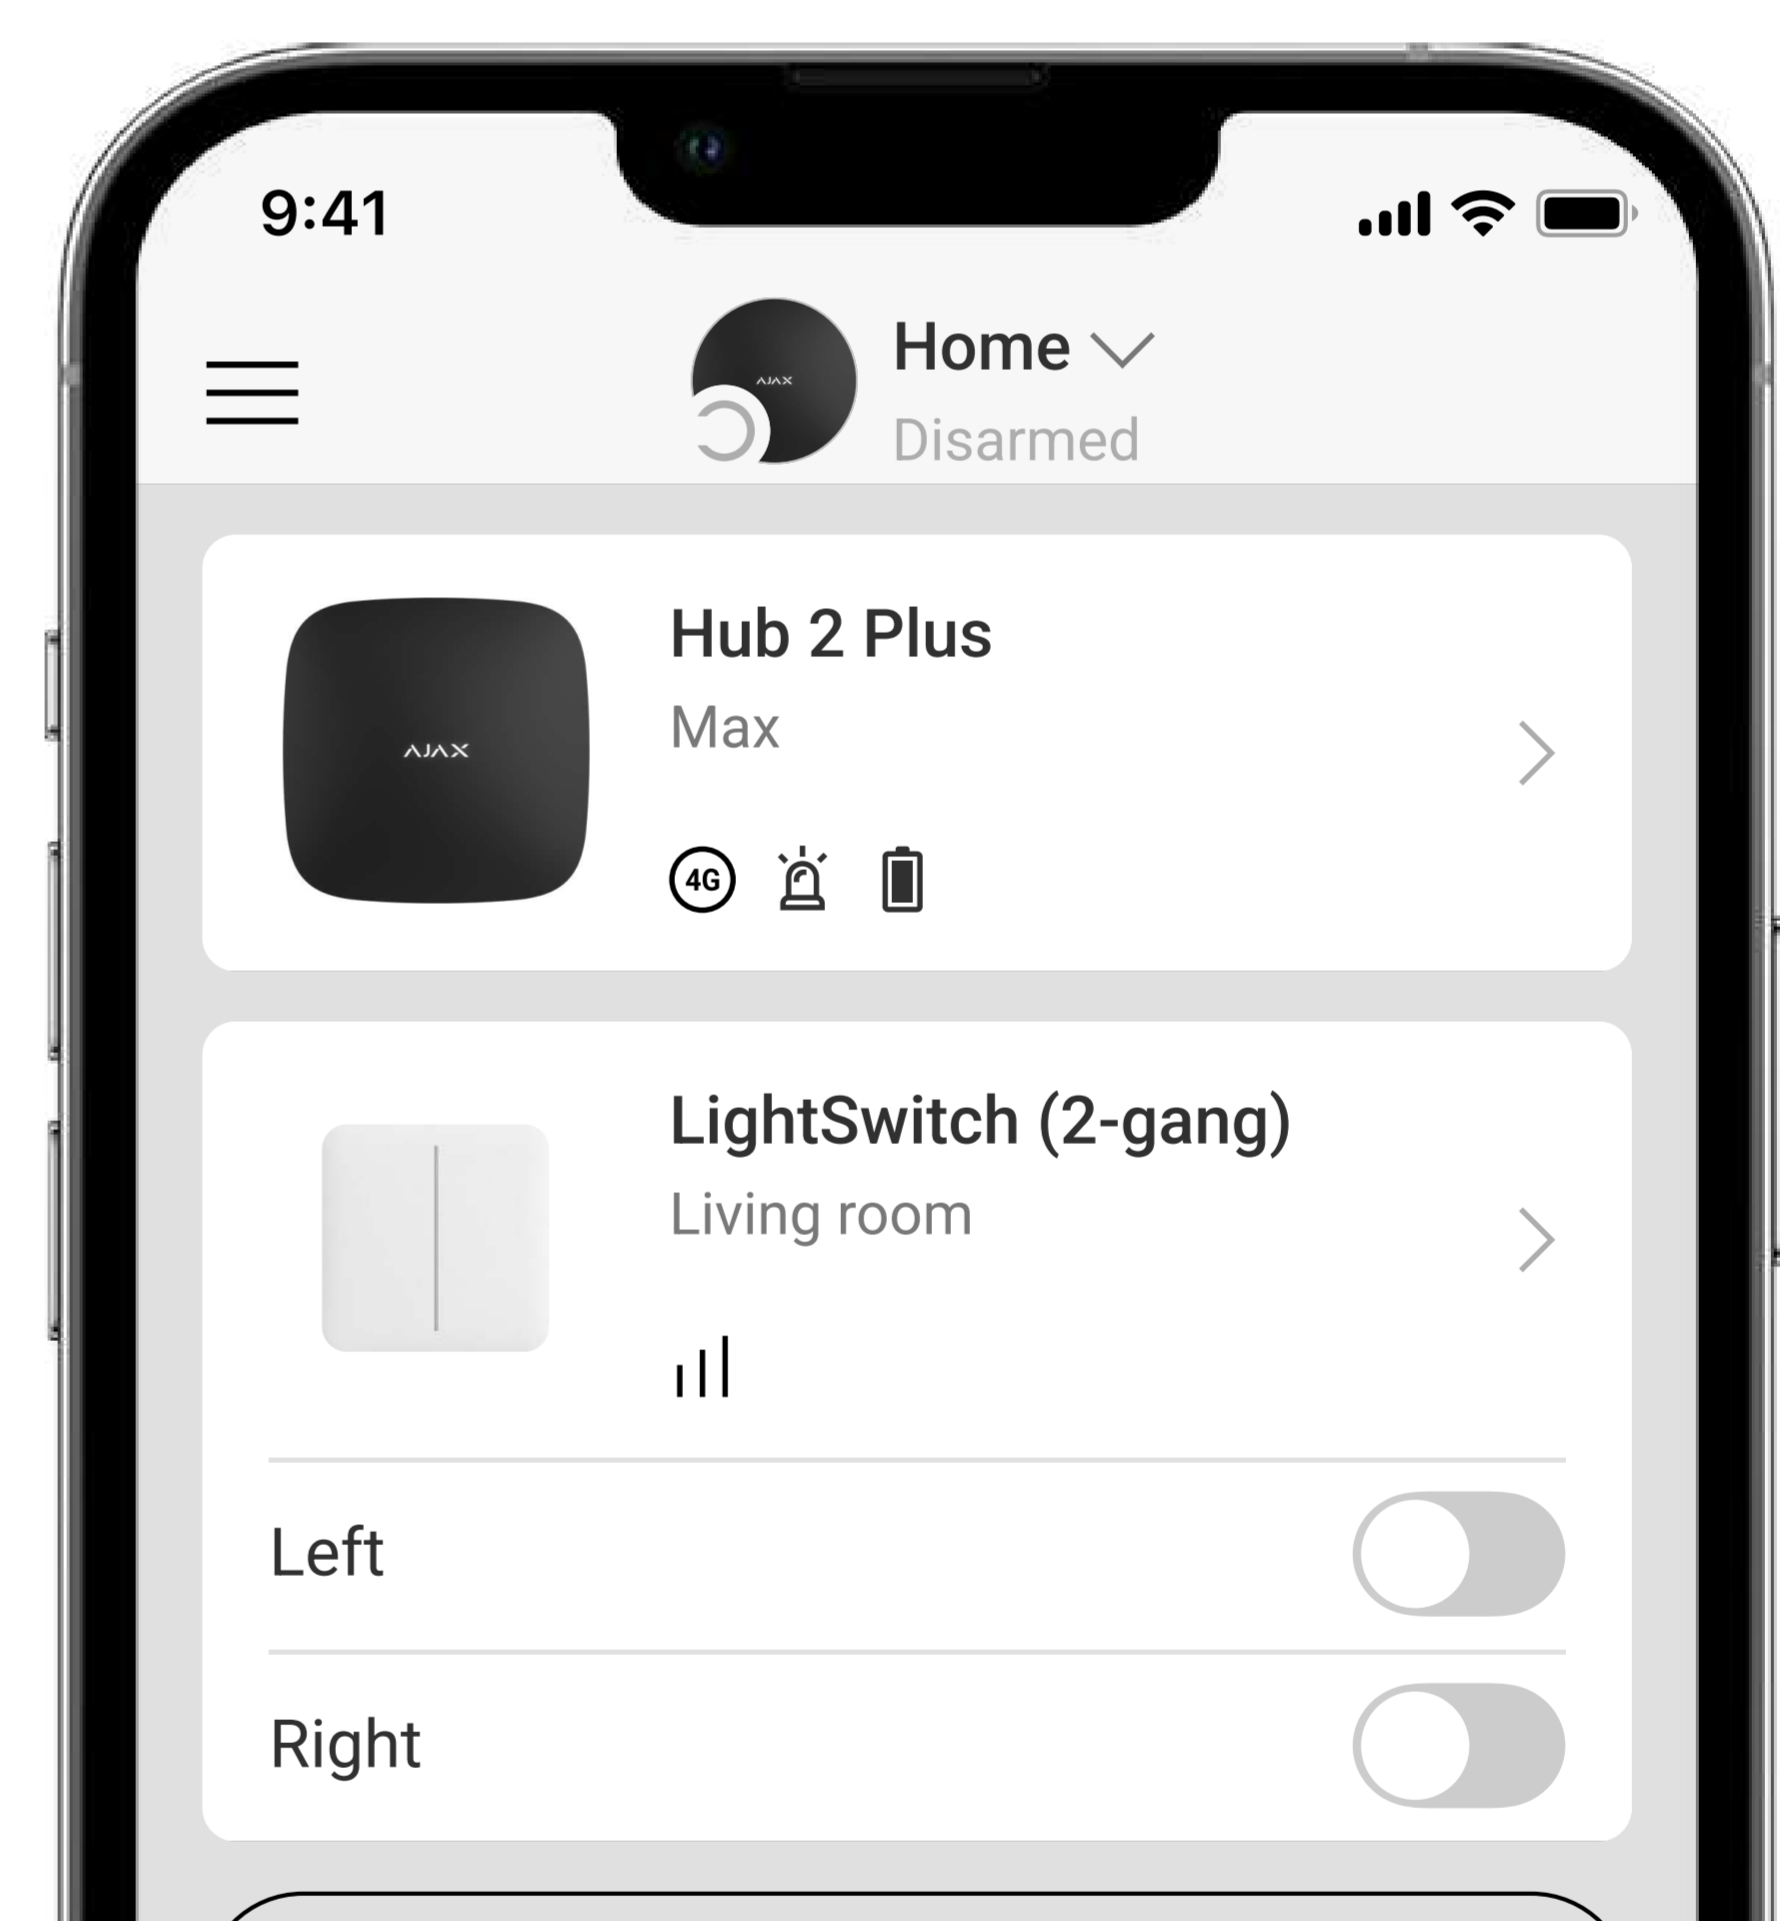 9:41
AJAX
Home
Disarmed
AJAX
Hub 2 Plus
Max
4G
LightSwitch (2-gang)
Living room
Left
Right